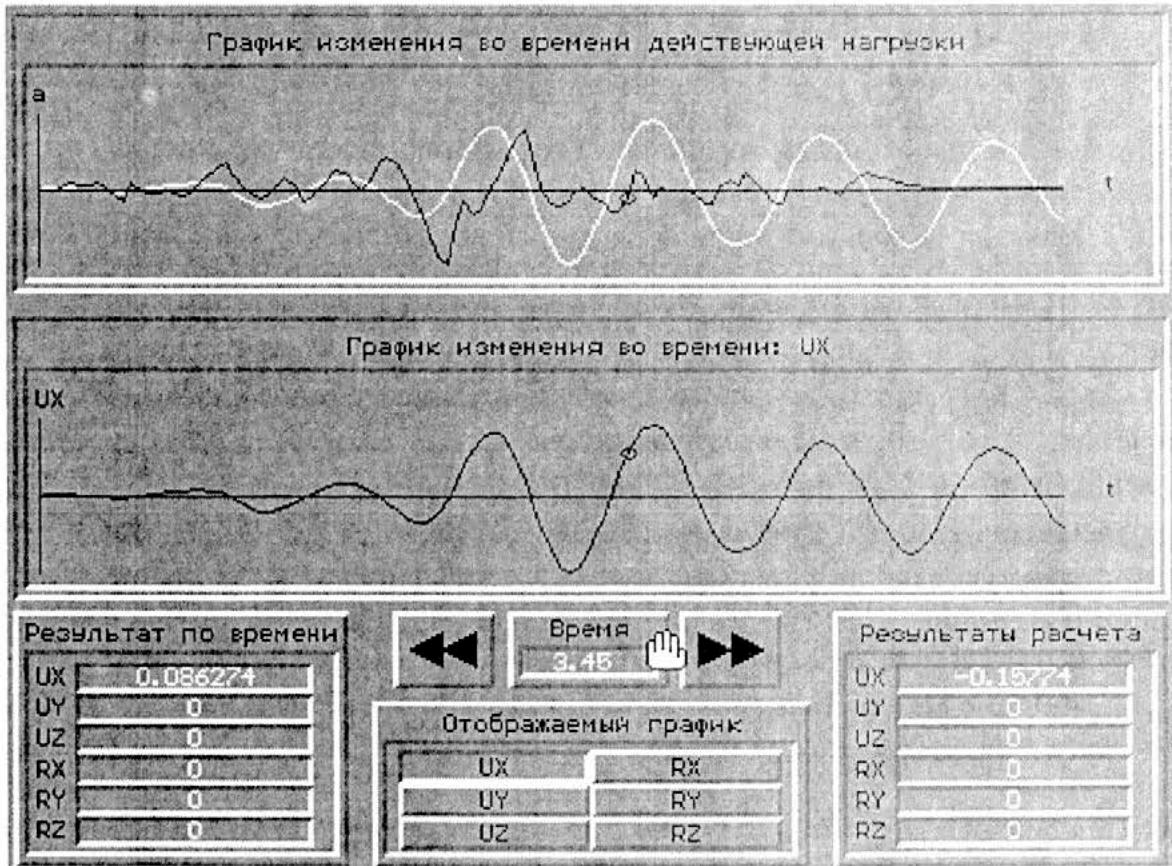 График изменения во времени действующей нагрузки
a
t
График изменения во времени: UX
UX
t
Результат по времени
UX 0.086274
UY 0
UZ 0
RX 0
RY 0
RZ 0
Время
3.45
Отображаемый график
UX RX
UY RY
UZ RZ
Результаты расчета
UX -0.15774
UY 0
UZ 0
RX 0
RY 0
RZ 0